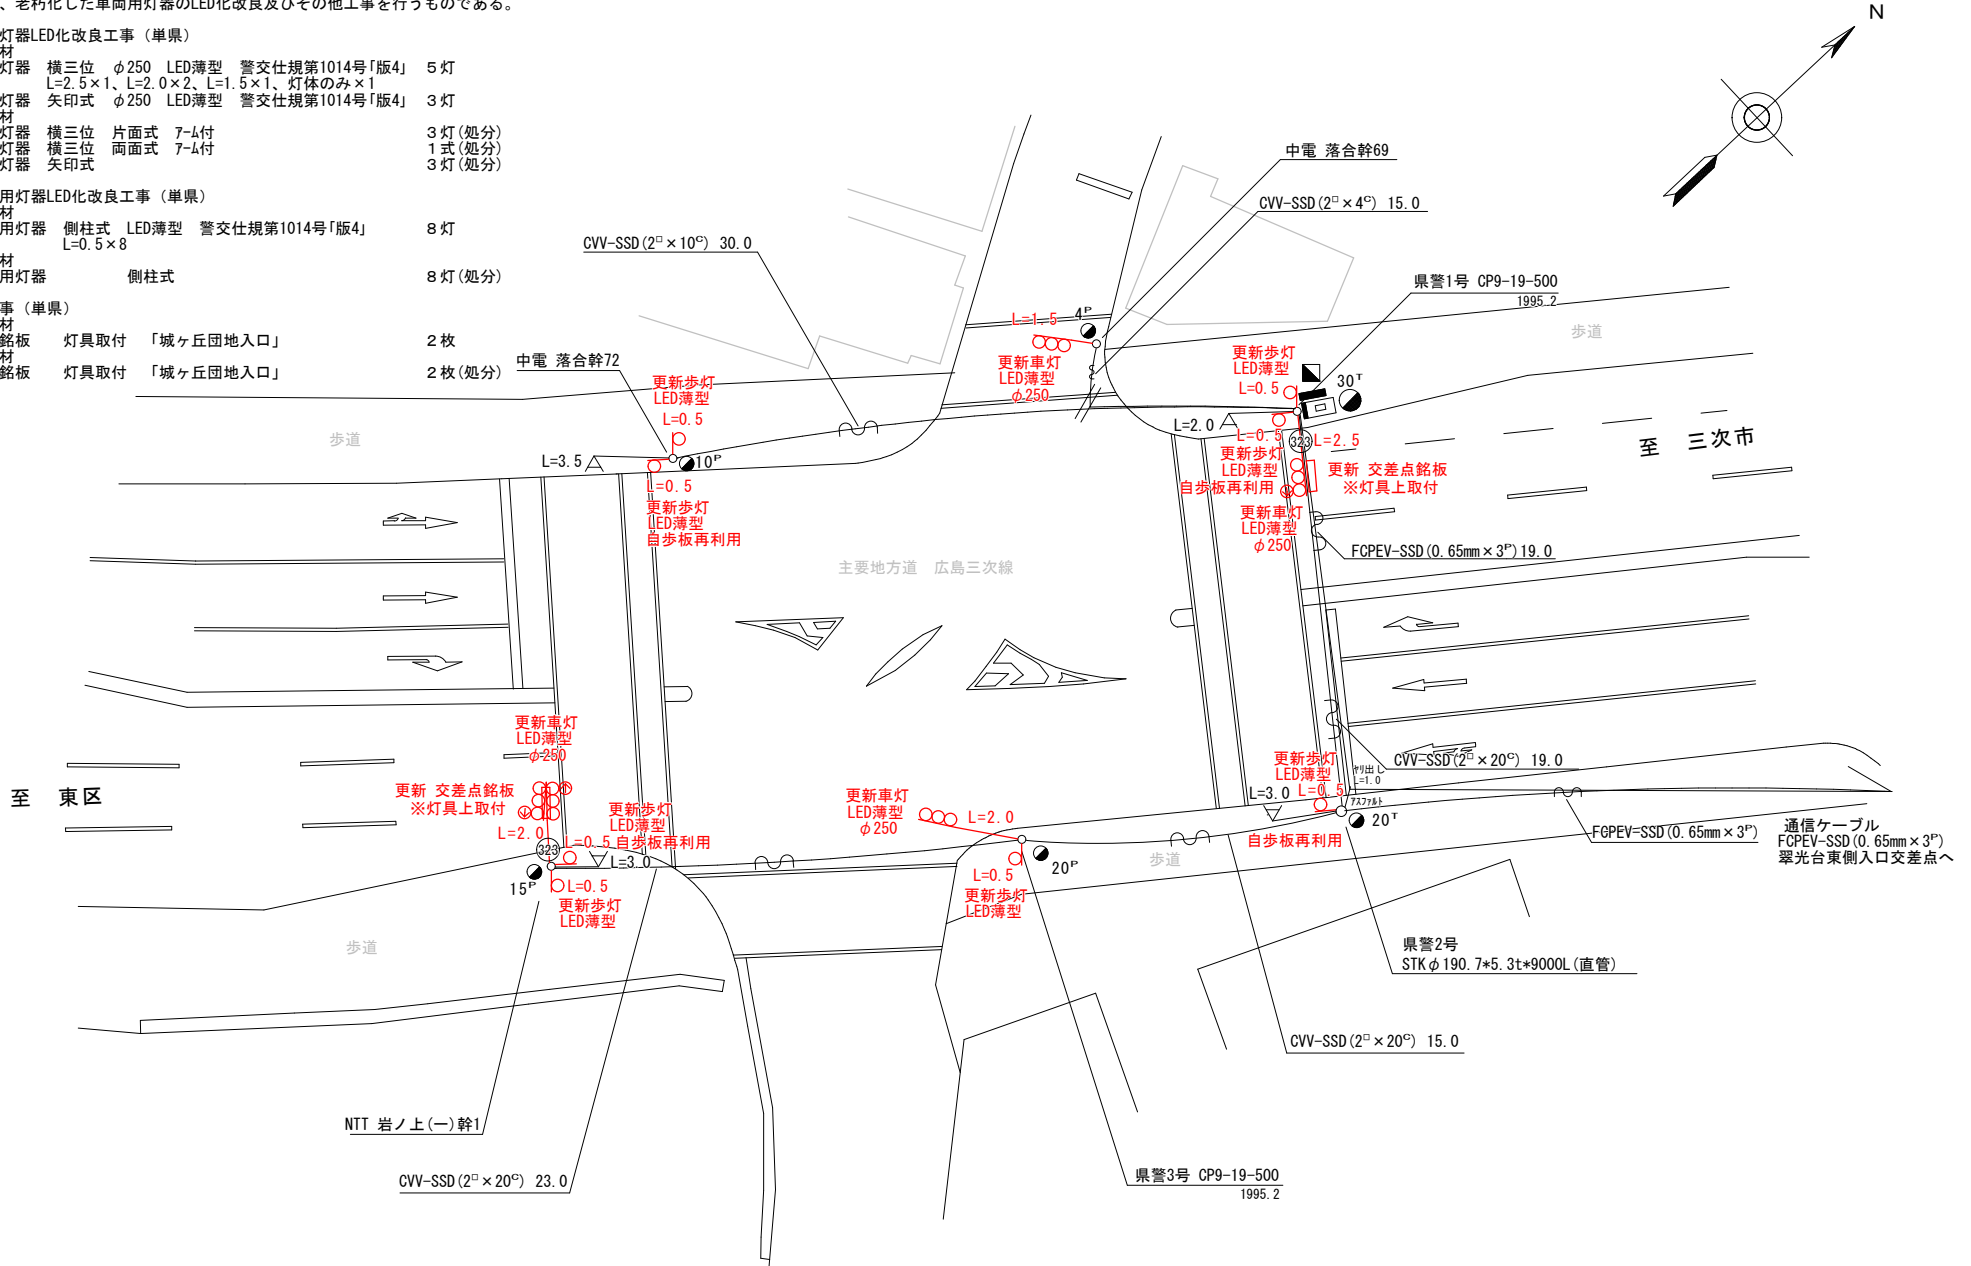 、老朽化した車両用灯器のLED化改良及びその他工事を行うものである。
灯器LED化改良工事（単県）
材
灯器　横三位　φ250　LED薄型　警交仕規第1014号｢版4｣　５灯
L=2.5×1、L=2.0×2、L=1.5×1、灯体のみ×1
灯器　矢印式　φ250　LED薄型　警交仕規第1014号｢版4｣　３灯
材
灯器　横三位　片面式　ｱｰﾑ付　３灯(処分)
灯器　横三位　両面式　ｱｰﾑ付　１式(処分)
灯器　矢印式　３灯(処分)
用灯器LED化改良工事（単県）
材
用灯器　側柱式　LED薄型　警交仕規第1014号｢版4｣　８灯
L=0.5×8
材
用灯器　側柱式　８灯(処分)
事（単県）
材
銘板　灯具取付　「城ヶ丘団地入口」　２枚
材
銘板　灯具取付　「城ヶ丘団地入口」　２枚(処分)
N
中電 落合幹69
CVV-SSD(2□×4C) 15.0
CVV-SSD(2□×10C) 30.0
県警1号 CP9-19-500
1995.2
L=1.5
4P
歩道
中電 落合幹72
更新車灯
LED薄型
φ250
更新歩灯
LED薄型
L=0.5
30T
更新歩灯
LED薄型
L=0.5
L=2.0
L=0.5
323
L=2.5
至　三次市
歩道
L=3.5
10P
L=0.5
更新歩灯
LED薄型
自歩板再利用
更新歩灯
LED薄型
自歩板再利用
更新 交差点銘板
※灯具上取付
更新車灯
LED薄型
φ250
FCPEV-SSD(0.65mm×3P)19.0
主要地方道　広島三次線
更新車灯
LED薄型
φ250
更新 交差点銘板
※灯具上取付
至　東区
L=2.0
323
更新歩灯
LED薄型
L=0.5 自歩板再利用
L=3.0
15P
L=0.5
更新歩灯
LED薄型
更新車灯
LED薄型
φ250
L=2.0
20P
L=0.5
更新歩灯
LED薄型
歩道
更新歩灯
LED薄型
L=0.5
L=3.0
ﾔﾘ出し
L=1.0
ｱｽﾌｧﾙﾄ
20T
自歩板再利用
CVV-SSD(2□×20C) 19.0
FCPEV-SSD(0.65mm×3P)
通信ケーブル
FCPEV-SSD(0.65mm×3P)
翠光台東側入口交差点へ
歩道
県警2号
STKφ190.7*5.3t*9000L(直管)
CVV-SSD(2□×20C) 15.0
NTT 岩ノ上(一)幹1
CVV-SSD(2□×20C) 23.0
県警3号 CP9-19-500
1995.2